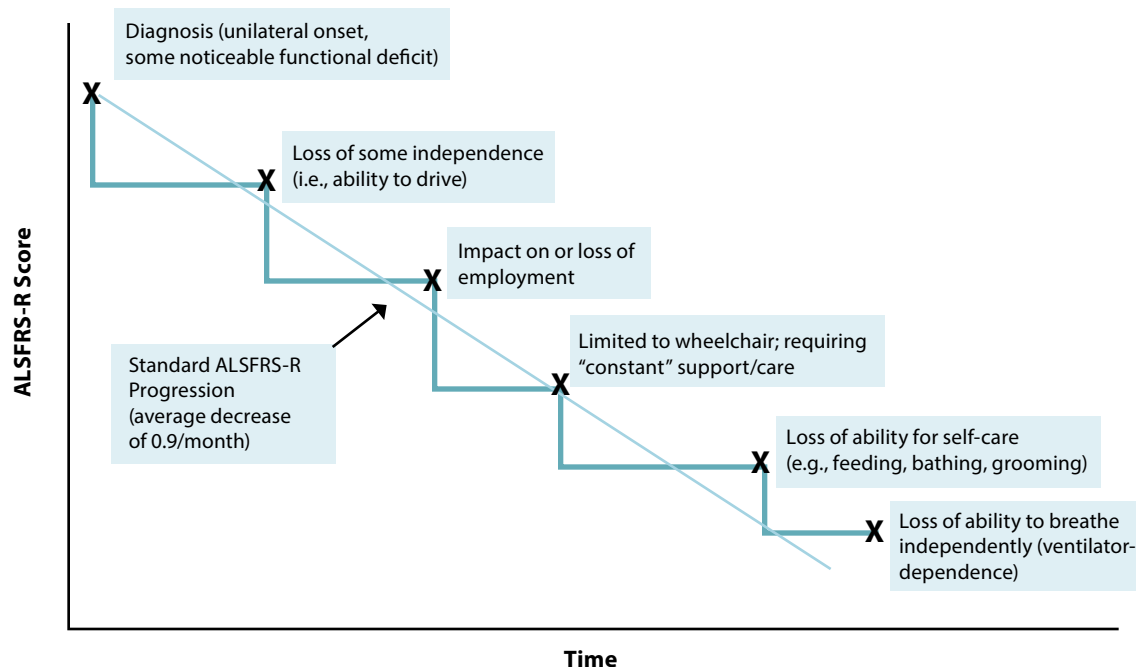 Diagnosis (unilateral onset,
some noticeable functional deficit)
X
Loss of some independence
(i.e., ability to drive)
X
Impact on or loss of
employment
X
Limited to wheelchair; requiring
“constant” support/care
X
Standard ALSFRS-R
Progression
(average decrease
of 0.9/month)
Loss of ability for self-care
(e.g., feeding, bathing, grooming)
X
Loss of ability to breathe
independently (ventilator-
dependence)
X
ALSFRS-R Score
Time